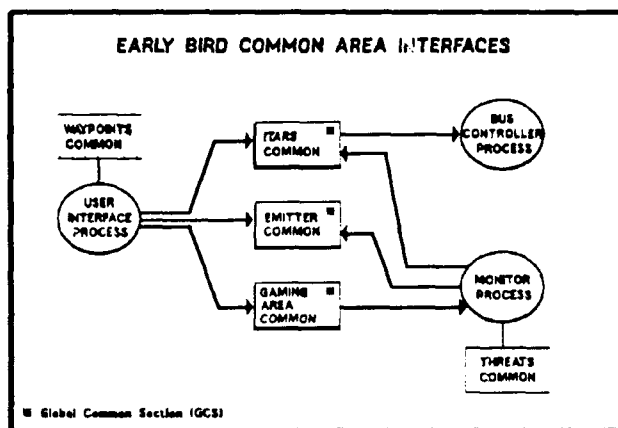 EARLY BIRD COMMON AREA INTERFACES
WAYPOINTS
COMMON
ITARS
COMMON
BUS
CONTROLLER
PROCESS
USER
INTERFACE
PROCESS
EMITTER
COMMON
GAMING
AREA
COMMON
MONITOR
PROCESS
THREATS
COMMON
■ Global Common Section (GCS)